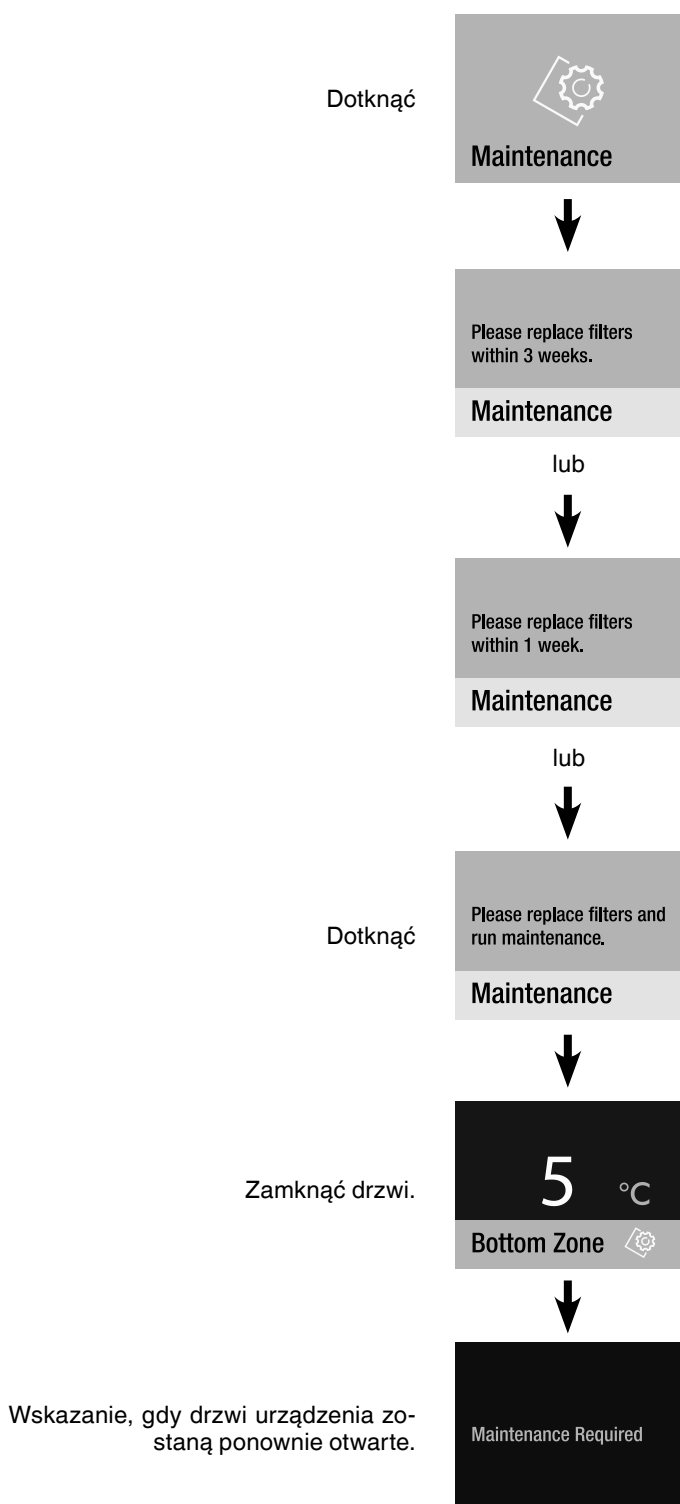 Dotknąć
Maintenance
Please replace filters
within 3 weeks.
Maintenance
lub
Please replace filters
within 1 week.
Maintenance
lub
Dotknąć
Please replace filters and
run maintenance.
Maintenance
Zamknąć drzwi.
5 °C
Bottom Zone
Wskazanie, gdy drzwi urządzenia zo-
staną ponownie otwarte.
Maintenance Required